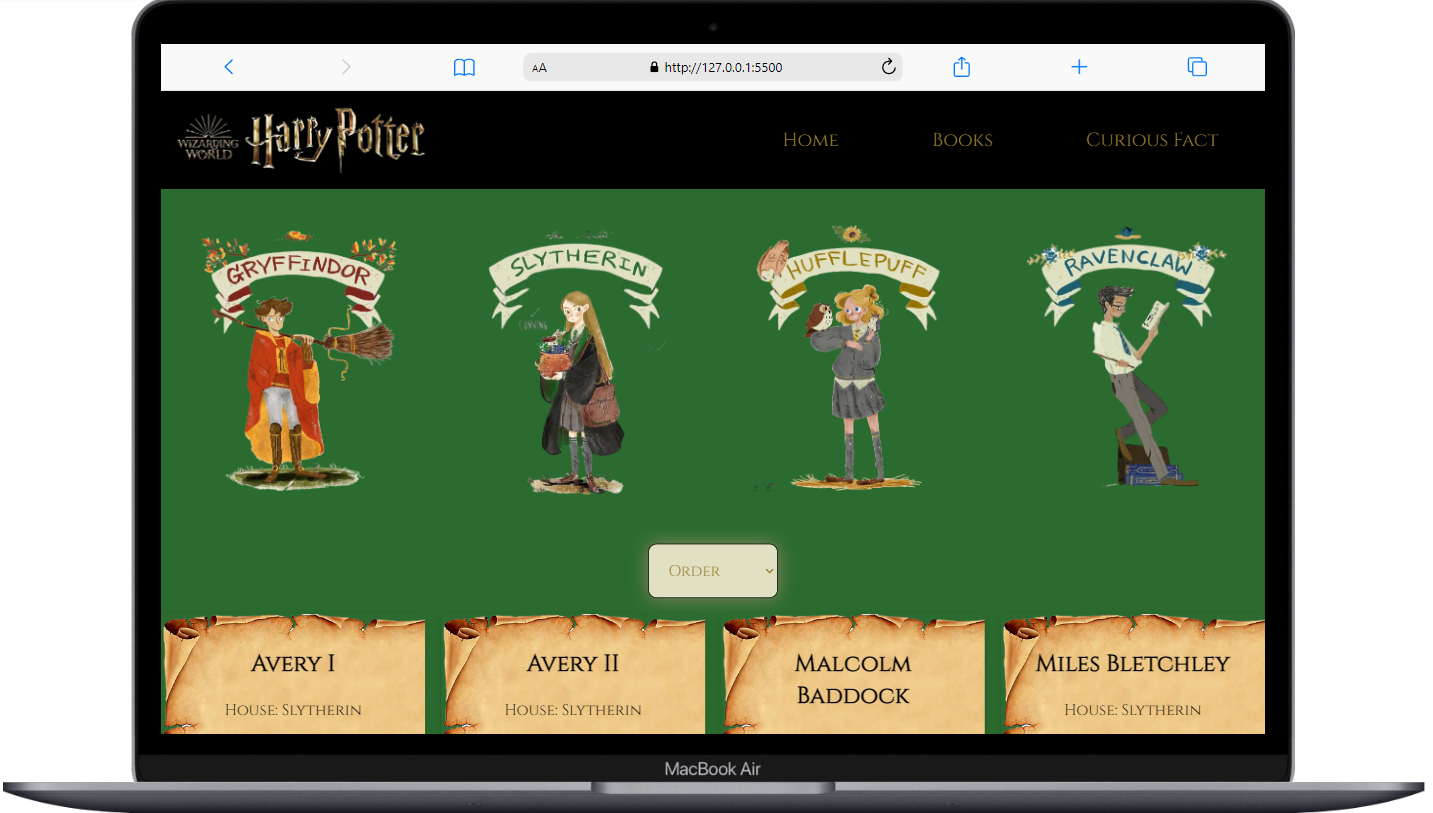 AA http://127.0.0.1:5500
WIZARDING WORLD Harry Potter Home Books Curious Fact
GRYFFINDOR SLYTHERIN HUFFLEPUFF RAVENCLAW
Order
Avery I Avery II Malcolm Baddock Miles Bletchley
House: Slytherin House: Slytherin House: Slytherin
MacBook Air